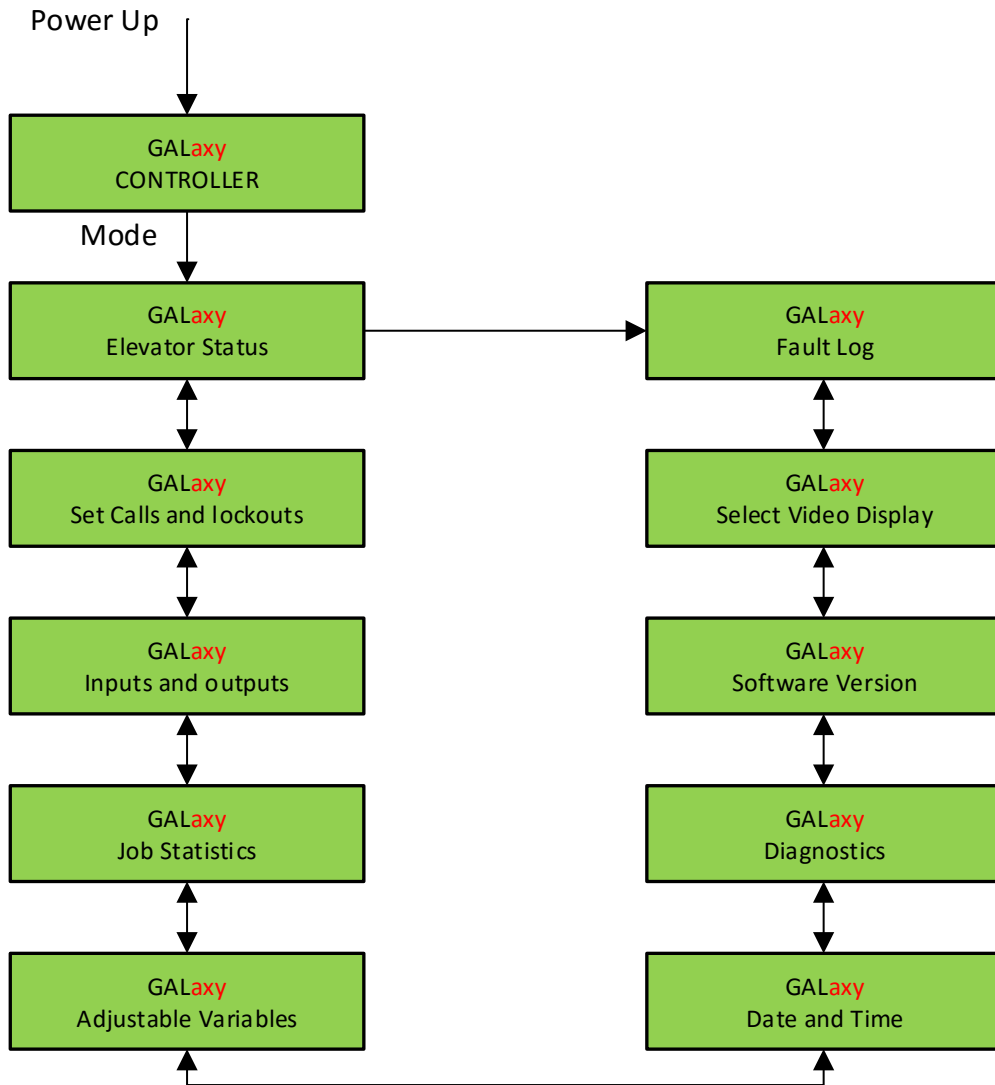 Power Up
GALaxy
CONTROLLER
Mode
GALaxy
Elevator Status
GALaxy
Fault Log
GALaxy
Set Calls and lockouts
GALaxy
Select Video Display
GALaxy
Inputs and outputs
GALaxy
Software Version
GALaxy
Job Statistics
GALaxy
Diagnostics
GALaxy
Adjustable Variables
GALaxy
Date and Time